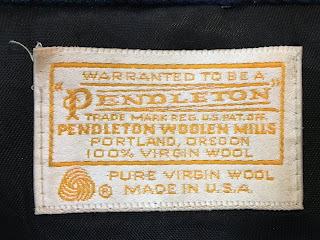 WARRANTED TO BE A
"PENDLETON"
TRADE MARK REG. U.S. PAT. OFF.
PENDLETON WOOLEN MILLS
PORTLAND, OREGON
100% VIRGIN WOOL
® PURE VIRGIN WOOL
MADE IN U.S.A.